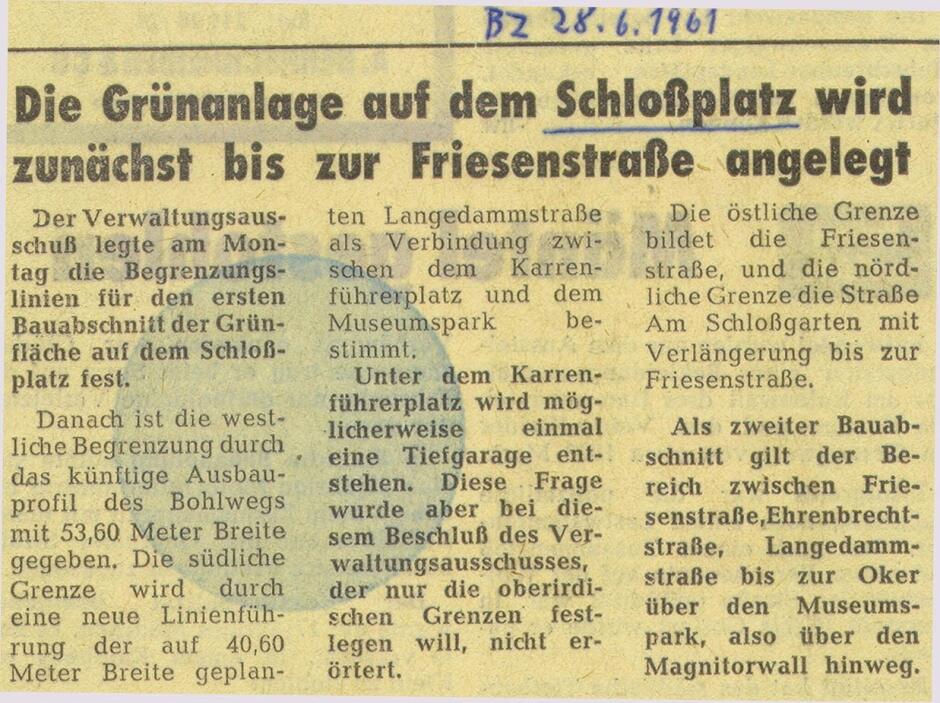 BZ 28.6.1961
Die Grünanlage auf dem Schloßplatz wird
zunächst bis zur Friesenstraße angelegt
Der Verwaltungsaus-
schuß legte am Mon-
tag die Begrenzungs-
linien für den ersten
Bauabschnitt der Grün-
fläche auf dem Schloß-
platz fest.
Danach ist die west-
liche Begrenzung durch
das künftige Ausbau-
profil des Bohlwegs
mit 53,60 Meter Breite
gegeben. Die südliche
Grenze wird durch
eine neue Linienfüh-
rung der auf 40,60
Meter Breite geplan-
ten Langedammstraße
als Verbindung zwi-
schen dem Karren-
führerplatz und dem
Museumspark be-
stimmt.
Unter dem Karren-
führerplatz wird mög-
licherweise einmal
eine Tiefgarage ent-
stehen. Diese Frage
wurde aber bei die-
sem Beschluß des Ver-
waltungsausschusses,
der nur die oberirdi-
schen Grenzen fest-
legen will, nicht er-
örtert.
Die östliche Grenze
bildet die Friesen-
straße, und die nörd-
liche Grenze die Straße
Am Schloßgarten mit
Verlängerung bis zur
Friesenstraße.
Als zweiter Bauab-
schnitt gilt der Be-
reich zwischen Frie-
senstraße,Ehrenbrecht-
straße, Langedamm-
straße bis zur Oker
über den Museums-
park, also über den
Magnitorwall hinweg.